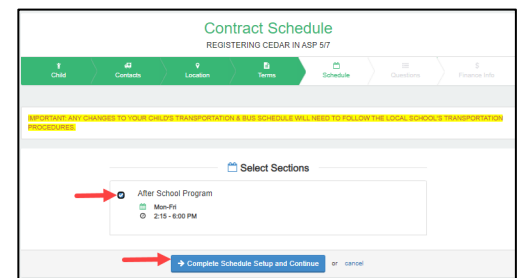 Contract Schedule
REGISTERING CEDAR IN ASP 5/7
Child Contacts Location Terms Schedule Questions Finance Info
IMPORTANT: ANY CHANGES TO YOUR CHILD'S TRANSPORTATION & BUS SCHEDULE WILL NEED TO FOLLOW THE LOCAL SCHOOL'S TRANSPORTATION
PROCEDURES.
Select Sections
After School Program
Mon-Fri
2:15 - 6:00 PM
Complete Schedule Setup and Continue or cancel